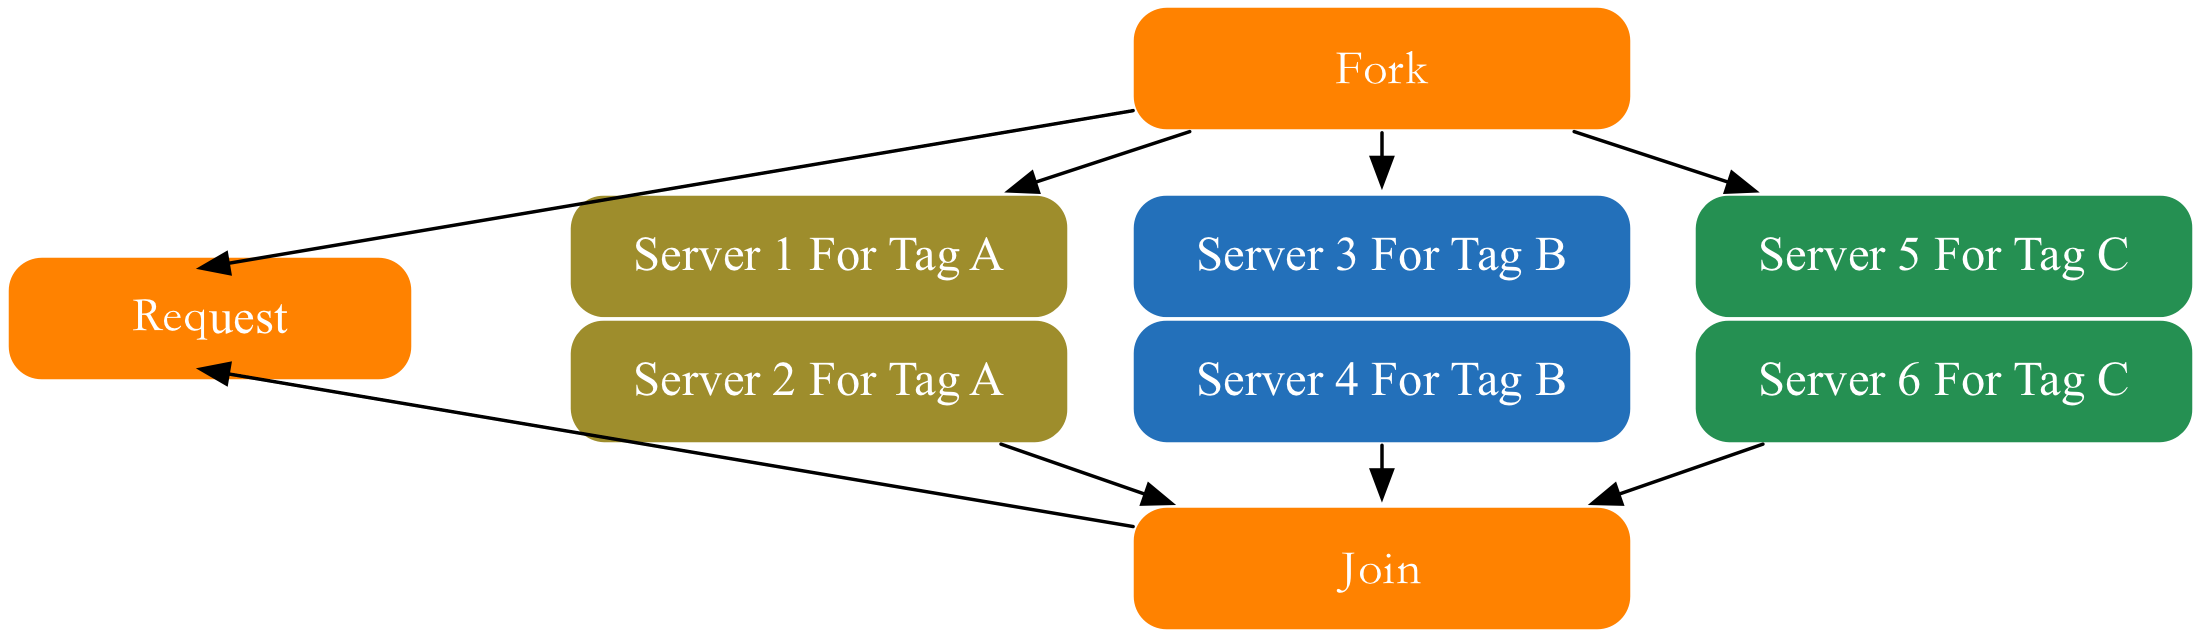 Fork
Request
Server 1 For Tag A
Server 2 For Tag A
Server 3 For Tag B
Server 4 For Tag B
Server 5 For Tag C
Server 6 For Tag C
Join